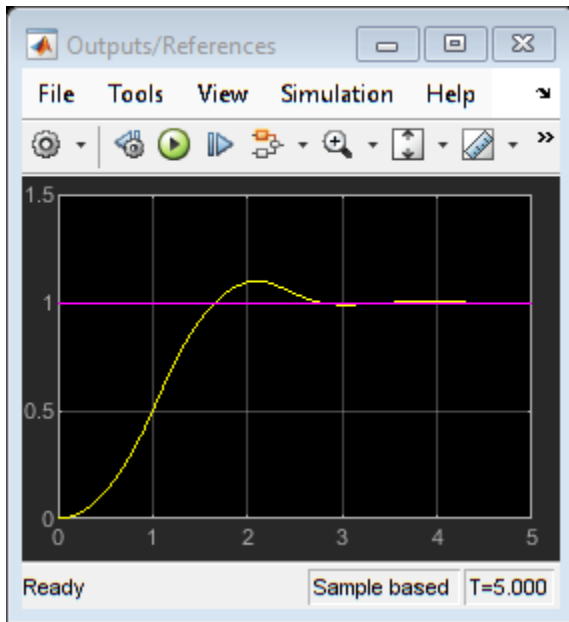 Outputs/References
File Tools View Simulation Help
1.5
1
0.5
0
0 1 2 3 4 5
Ready Sample based T=5.000